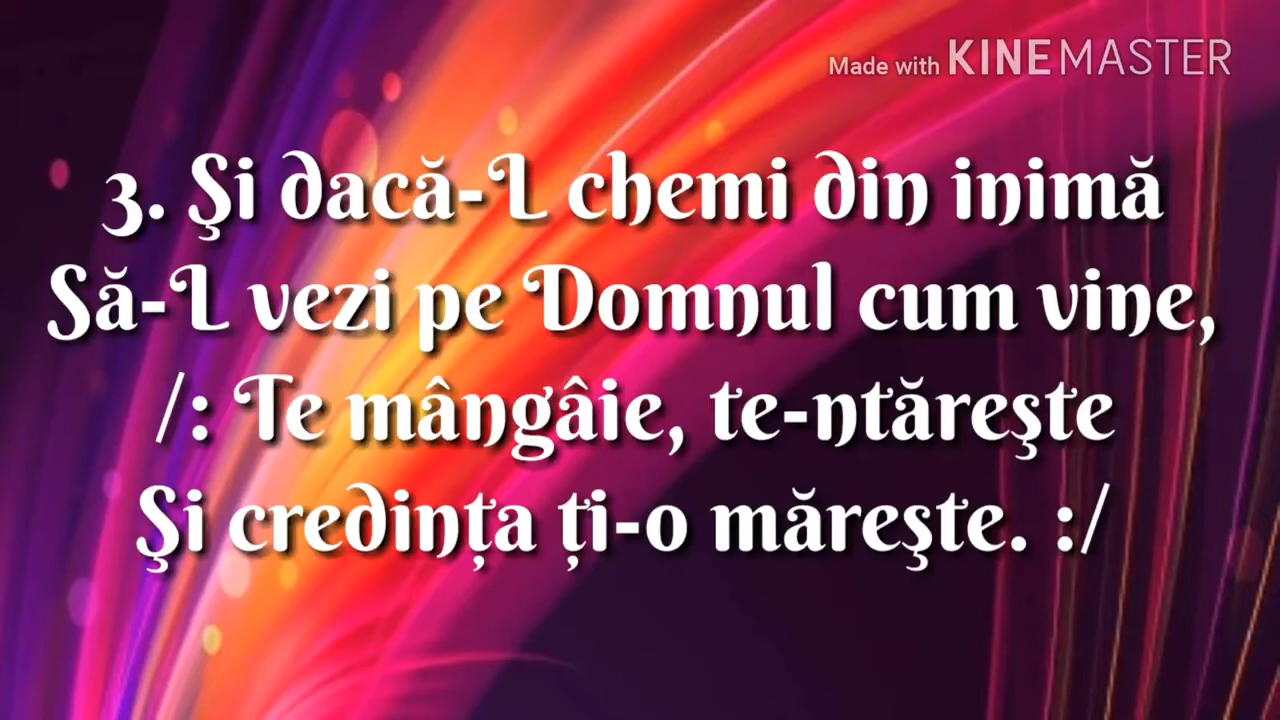 Made with KINEMASTER
3. Şi dacă-L chemi din inimă
Să-L vezi pe Domnul cum vine,
/: Te mângâie, te-ntăreşte
Şi credința ți-o măreşte. :/